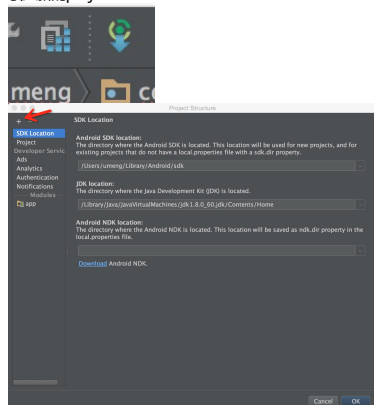 meng
Project Structure
SDK Location
Project
Developer Servic
Ads
Analytics
Authentication
Notifications
Modules
app
SDK Location
Android SDK location:
The directory where the Android SDK is located. This location will be used for new projects, and for
existing projects that do not have a local.properties file with a sdk.dir property.
/Users/umeng/Library/Android/sdk
JDK location:
The directory where the Java Development Kit (JDK) is located.
/Library/Java/JavaVirtualMachines/jdk1.8.0_60.jdk/Contents/Home
Android NDK location:
The directory where the Android NDK is located. This location will be saved as ndk.dir property in the
local.properties file.
Download Android NDK.
Cancel
OK